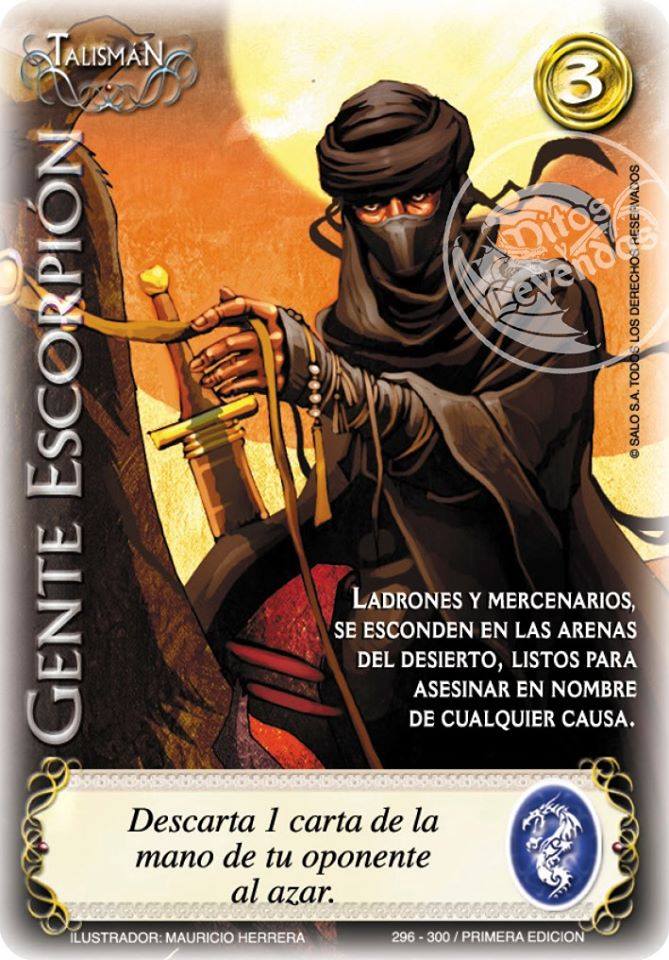 TALISMÁN
3
GENTE ESCORPIÓN
Mitos
y
Leyendas
© SALO S.A. TODOS LOS DERECHOS RESERVADOS
LADRONES Y MERCENARIOS,
SE ESCONDEN EN LAS ARENAS
DEL DESIERTO, LISTOS PARA
ASESINAR EN NOMBRE
DE CUALQUIER CAUSA.
Descarta 1 carta de la
mano de tu oponente
al azar.
ILUSTRADOR: MAURICIO HERRERA
296 - 300 / PRIMERA EDICION